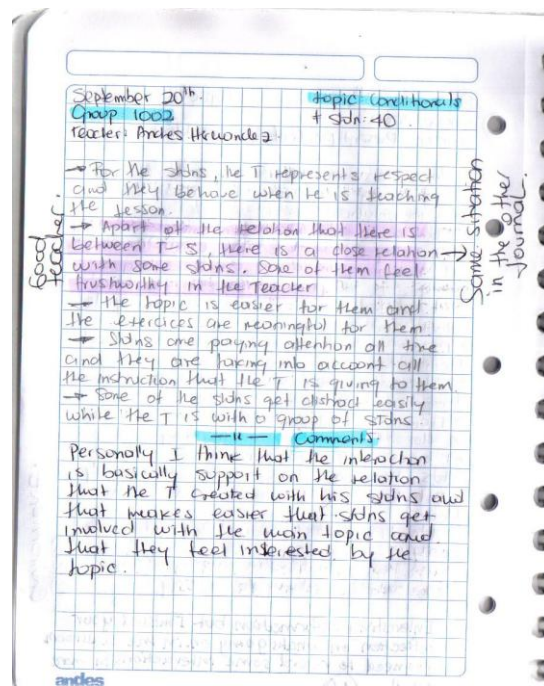 September 20th.
topic Conditionals
Group 1002
# Stdn: 40
teacher: Andres Hernandez
→ For the stdns, he T represents respect
and they behave when he is teaching
the lesson.
→ Apart of the relation that there is
between T-S, there is a close relation →
with some stdns. Some of them feel
trustworthy in the Teacher
→ the topic is easier for them and
the exercices are meaningful for them
→ Stdns are paying attention all time
and they are taking into account all
the instruction that the T is giving to them.
→ Some of the stdns get distract easily
while the T is with a group of stdns.
—11— Comments
Personally I think that the interaction
is basically support on the relation
that the T created with his stdns and
that makes easier that stdns get
involved with the main topic and
that they feel interested by the
topic.
Good
teacher.
Same sitation
in the other
Journal.
andes